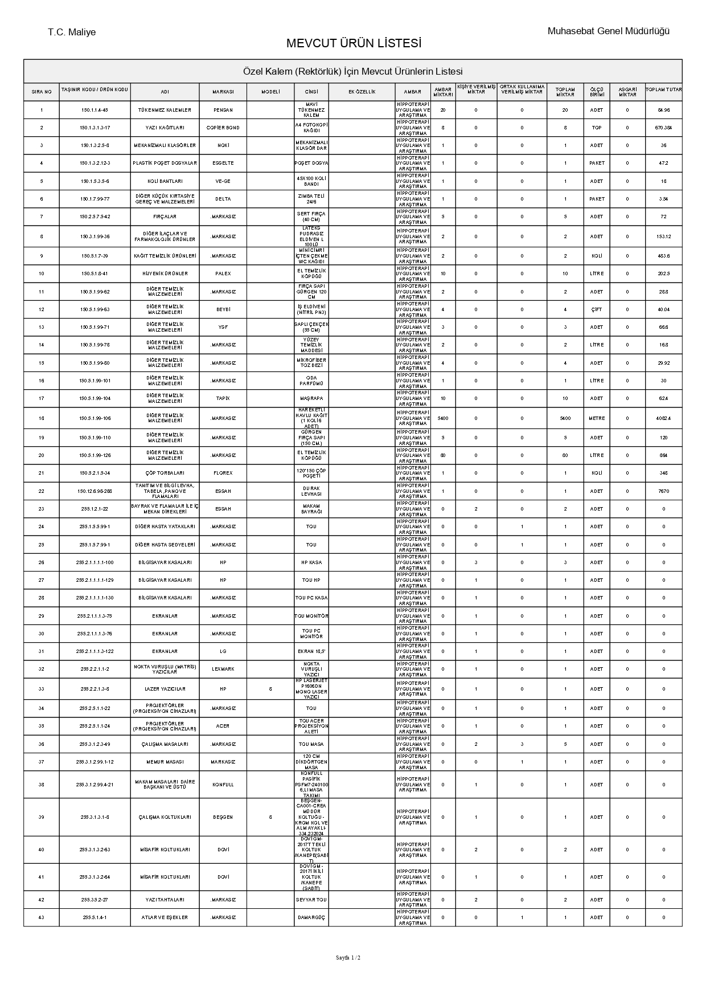 T.C. Maliye
Muhasebat Genel Müdürlüğü
MEVCUT ÜRÜN LİSTESİ
Özel Kalem (Rektörlük) İçin Mevcut Ürünlerin Listesi
SIRA NO TAŞINIR KODU / ÜRÜN KODU ADI MARKASI MODELİ CİNSİ EK ÖZELLİK AMBAR AMBAR MİKTARI KİŞİYE VERİLMİŞ MİKTAR ORTAK KULLANIMA VERİLMİŞ MİKTAR TOPLAM MİKTAR ÖLÇÜ BİRİMİ ASGARİ MİKTAR TOPLAM TUTAR
1 150.1.1.4-45 TÜKENMEZ KALEMLER PENSAN MAVİ TÜKENMEZ KALEM HİPPOTERAPİ UYGULAMA VE ARAŞTIRMA 20 0 0 20 ADET 0 84.96
2 150.1.3.1.3-17 YAZI KAĞITLARI COPİER BOND A4 FOTOKOPİ KAĞIDI HİPPOTERAPİ UYGULAMA VE ARAŞTIRMA 8 0 0 8 TOP 0 670.384
3 150.1.3.2.5-8 MEKANİZMALI KLASÖRLER NOKİ MEKANİZMALI KLASÖR DAR HİPPOTERAPİ UYGULAMA VE ARAŞTIRMA 1 0 0 1 ADET 0 36
4 150.1.3.2.12-3 PLASTİK POŞET DOSYALAR ESSELTE POŞET DOSYA HİPPOTERAPİ UYGULAMA VE ARAŞTIRMA 1 0 0 1 PAKET 0 47.2
5 150.1.5.3.5-6 KOLİ BANTLARI VE-GE 45X100 KOLİ BANDI HİPPOTERAPİ UYGULAMA VE ARAŞTIRMA 1 0 0 1 ADET 0 18
6 150.1.7.99-77 DİĞER KÜÇÜK KIRTASİYE GEREÇ VE MALZEMELERİ DELTA ZIMBA TELİ 24/6 HİPPOTERAPİ UYGULAMA VE ARAŞTIRMA 1 0 0 1 PAKET 0 3.54
7 150.2.5.7.5-42 FIRÇALAR .MARKASIZ SERT FIRÇA (40 CM) HİPPOTERAPİ UYGULAMA VE ARAŞTIRMA 5 0 0 5 ADET 0 72
8 150.3.1.99-36 DİĞER İLAÇLAR VE FARMAKOLOJİK ÜRÜNLER .MARKASIZ LATEKS PUDRASIZ ELDİVEN L 100LÜ HİPPOTERAPİ UYGULAMA VE ARAŞTIRMA 2 0 0 2 ADET 0 153.12
9 150.5.1.7-39 KAĞIT TEMİZLİK ÜRÜNLERİ .MARKASIZ MİNİ CİMRİ İÇTEN ÇEKME WC KAĞIDI HİPPOTERAPİ UYGULAMA VE ARAŞTIRMA 2 0 0 2 KOLİ 0 483.6
10 150.5.1.8-41 HİJYENİK ÜRÜNLER PALEX EL TEMİZLİK KÖPÜĞÜ HİPPOTERAPİ UYGULAMA VE ARAŞTIRMA 10 0 0 10 LİTRE 0 202.5
11 150.5.1.99-62 DİĞER TEMİZLİK MALZEMELERİ .MARKASIZ FIRÇA SAPI GÜRGEN 120 CM HİPPOTERAPİ UYGULAMA VE ARAŞTIRMA 2 0 0 2 ADET 0 28.8
12 150.5.1.99-63 DİĞER TEMİZLİK MALZEMELERİ BEYBİ İŞ ELDİVENİ (NİTRİL PN3) HİPPOTERAPİ UYGULAMA VE ARAŞTIRMA 4 0 0 4 ÇİFT 0 40.04
13 150.5.1.99-71 DİĞER TEMİZLİK MALZEMELERİ YSF SAPLI ÇEKÇEK (55 CM) HİPPOTERAPİ UYGULAMA VE ARAŞTIRMA 3 0 0 3 ADET 0 66.6
14 150.5.1.99-78 DİĞER TEMİZLİK MALZEMELERİ .MARKASIZ YÜZEY TEMİZLİK MADDESİ HİPPOTERAPİ UYGULAMA VE ARAŞTIRMA 2 0 0 2 LİTRE 0 16.8
15 150.5.1.99-80 DİĞER TEMİZLİK MALZEMELERİ .MARKASIZ MİKROFİBER TOZ BEZİ HİPPOTERAPİ UYGULAMA VE ARAŞTIRMA 4 0 0 4 ADET 0 29.92
16 150.5.1.99-101 DİĞER TEMİZLİK MALZEMELERİ .MARKASIZ ODA PARFÜMÜ HİPPOTERAPİ UYGULAMA VE ARAŞTIRMA 1 0 0 1 LİTRE 0 30
17 150.5.1.99-104 DİĞER TEMİZLİK MALZEMELERİ TAPİX MAŞRAPA HİPPOTERAPİ UYGULAMA VE ARAŞTIRMA 10 0 0 10 ADET 0 62.4
18 150.5.1.99-106 DİĞER TEMİZLİK MALZEMELERİ .MARKASIZ HAREKETLİ HAVLU KAĞIT (1 KOLİ 6 ADET) HİPPOTERAPİ UYGULAMA VE ARAŞTIRMA 5400 0 0 5400 METRE 0 4082.4
19 150.5.1.99-110 DİĞER TEMİZLİK MALZEMELERİ .MARKASIZ GÜRGEN FIRÇA SAPI (150 CM.) HİPPOTERAPİ UYGULAMA VE ARAŞTIRMA 5 0 0 5 ADET 0 120
20 150.5.1.99-126 DİĞER TEMİZLİK MALZEMELERİ .MARKASIZ EL TEMİZLİK KÖPÜĞÜ HİPPOTERAPİ UYGULAMA VE ARAŞTIRMA 80 0 0 80 LİTRE 0 864
21 150.5.2.1.5-34 ÇÖP TORBALARI FLOREX 120*150 ÇÖP POŞETİ HİPPOTERAPİ UYGULAMA VE ARAŞTIRMA 1 0 0 1 KOLİ 0 348
22 150.12.6.98-288 TANITIM VE BİLGİ LEVHA, TABELA ,PANO VE FLAMALARI ESSAH DURAK LEVHASI HİPPOTERAPİ UYGULAMA VE ARAŞTIRMA 1 0 0 1 ADET 0 7670
23 255.1.2.1-22 BAYRAK VE FLAMALAR İLE İÇ MEKAN DİREKLERİ ESSAH MAKAM BAYRAĞI HİPPOTERAPİ UYGULAMA VE ARAŞTIRMA 0 2 0 2 ADET 0 0
24 255.1.5.5.99-1 DİĞER HASTA YATAKLARI .MARKASIZ TOU HİPPOTERAPİ UYGULAMA VE ARAŞTIRMA 0 0 1 1 ADET 0 0
25 255.1.5.7.99-1 DİĞER HASTA SEDYELERİ .MARKASIZ TOU HİPPOTERAPİ UYGULAMA VE ARAŞTIRMA 0 0 1 1 ADET 0 0
26 255.2.1.1.1.1-100 BİLGİSAYAR KASALARI HP HP KASA HİPPOTERAPİ UYGULAMA VE ARAŞTIRMA 0 3 0 3 ADET 0 0
27 255.2.1.1.1.1-129 BİLGİSAYAR KASALARI HP TOU HP HİPPOTERAPİ UYGULAMA VE ARAŞTIRMA 0 1 0 1 ADET 0 0
28 255.2.1.1.1.1-130 BİLGİSAYAR KASALARI .MARKASIZ TOU PC KASA HİPPOTERAPİ UYGULAMA VE ARAŞTIRMA 0 1 0 1 ADET 0 0
29 255.2.1.1.1.3-75 EKRANLAR .MARKASIZ TOU MONİTÖR HİPPOTERAPİ UYGULAMA VE ARAŞTIRMA 0 1 0 1 ADET 0 0
30 255.2.1.1.1.3-76 EKRANLAR .MARKASIZ TOU PC MONİTÖR HİPPOTERAPİ UYGULAMA VE ARAŞTIRMA 0 1 0 1 ADET 0 0
31 255.2.1.1.1.3-122 EKRANLAR LG EKRAN 18,5' HİPPOTERAPİ UYGULAMA VE ARAŞTIRMA 0 1 0 1 ADET 0 0
32 255.2.2.1.1-2 NOKTA VURUŞLU (MATRİS) YAZICILAR LEXMARK NOKTA VURUŞLI YAZICI HİPPOTERAPİ UYGULAMA VE ARAŞTIRMA 0 1 0 1 ADET 0 0
33 255.2.2.1.3-8 LAZER YAZICILAR HP 8 HP LASERJET P1606DN MONO LASER YAZICI HİPPOTERAPİ UYGULAMA VE ARAŞTIRMA 0 1 0 1 ADET 0 0
34 255.2.5.1.1-22 PROJEKTÖRLER (PROJEKSİYON CİHAZLARI) .MARKASIZ TOU HİPPOTERAPİ UYGULAMA VE ARAŞTIRMA 0 1 0 1 ADET 0 0
35 255.2.5.1.1-24 PROJEKTÖRLER (PROJEKSİYON CİHAZLARI) ACER TOU ACER PROJEKSİYON ALETİ HİPPOTERAPİ UYGULAMA VE ARAŞTIRMA 0 1 0 1 ADET 0 0
36 255.3.1.2.3-49 ÇALIŞMA MASALARI .MARKASIZ TOU MASA HİPPOTERAPİ UYGULAMA VE ARAŞTIRMA 0 2 3 5 ADET 0 0
37 255.3.1.2.99.1-12 MEMUR MASASI MARKASIZ 120 CM DİKDÖRTGEN MASA HİPPOTERAPİ UYGULAMA VE ARAŞTIRMA 0 0 1 1 ADET 0 0
38 255.3.1.2.99.4-21 MAKAM MASALARI DAİRE BAŞKANI VE ÜSTÜ KONFULL KONFULL PASİFİK PSFM7-240100 6,LI MASA TAKIMI HİPPOTERAPİ UYGULAMA VE ARAŞTIRMA 0 1 0 1 ADET 0 0
39 255.3.1.3.1-8 ÇALIŞMA KOLTUKLARI BEŞGEN 8 BEŞGEN-CA001-CREA MÜDÜR KOLTUĞU - KROM KOL VE ALM AYAKLI-334.232024 HİPPOTERAPİ UYGULAMA VE ARAŞTIRMA 0 1 0 1 ADET 0 0
40 255.3.1.3.2-63 MİSAFİR KOLTUKLARI DOVİ DOVİ GM-2017T TEKLİ KOLTUK /KANEPE(SABİT) HİPPOTERAPİ UYGULAMA VE ARAŞTIRMA 0 2 0 2 ADET 0 0
41 255.3.1.3.2-64 MİSAFİR KOLTUKLARI DOVİ DOVİ GM - 2017İ İKİLİ KOLTUK /KANEPE (SABİT) HİPPOTERAPİ UYGULAMA VE ARAŞTIRMA 0 1 0 1 ADET 0 0
42 255.3.5.2-27 YAZI TAHTALARI .MARKASIZ SEYYAR TOU HİPPOTERAPİ UYGULAMA VE ARAŞTIRMA 0 2 0 2 ADET 0 0
43 255.5.1.4-1 ATLAR VE EŞEKLER .MARKASIZ DAMARGÜÇ HİPPOTERAPİ UYGULAMA VE ARAŞTIRMA 0 0 1 1 ADET 0 0
Sayfa 1 / 2